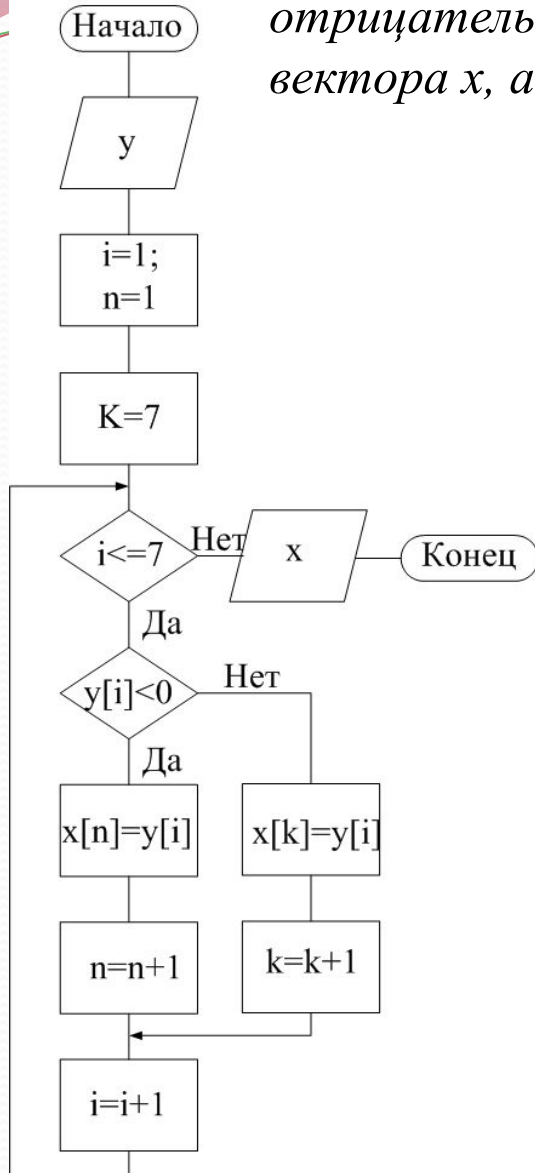 отрицатель
вектора x, а
Начало
y
i=1;
n=1
K=7
i<=7
Нет
x
Конец
Да
y[i]<0
Нет
Да
x[n]=y[i]
x[k]=y[i]
n=n+1
k=k+1
i=i+1